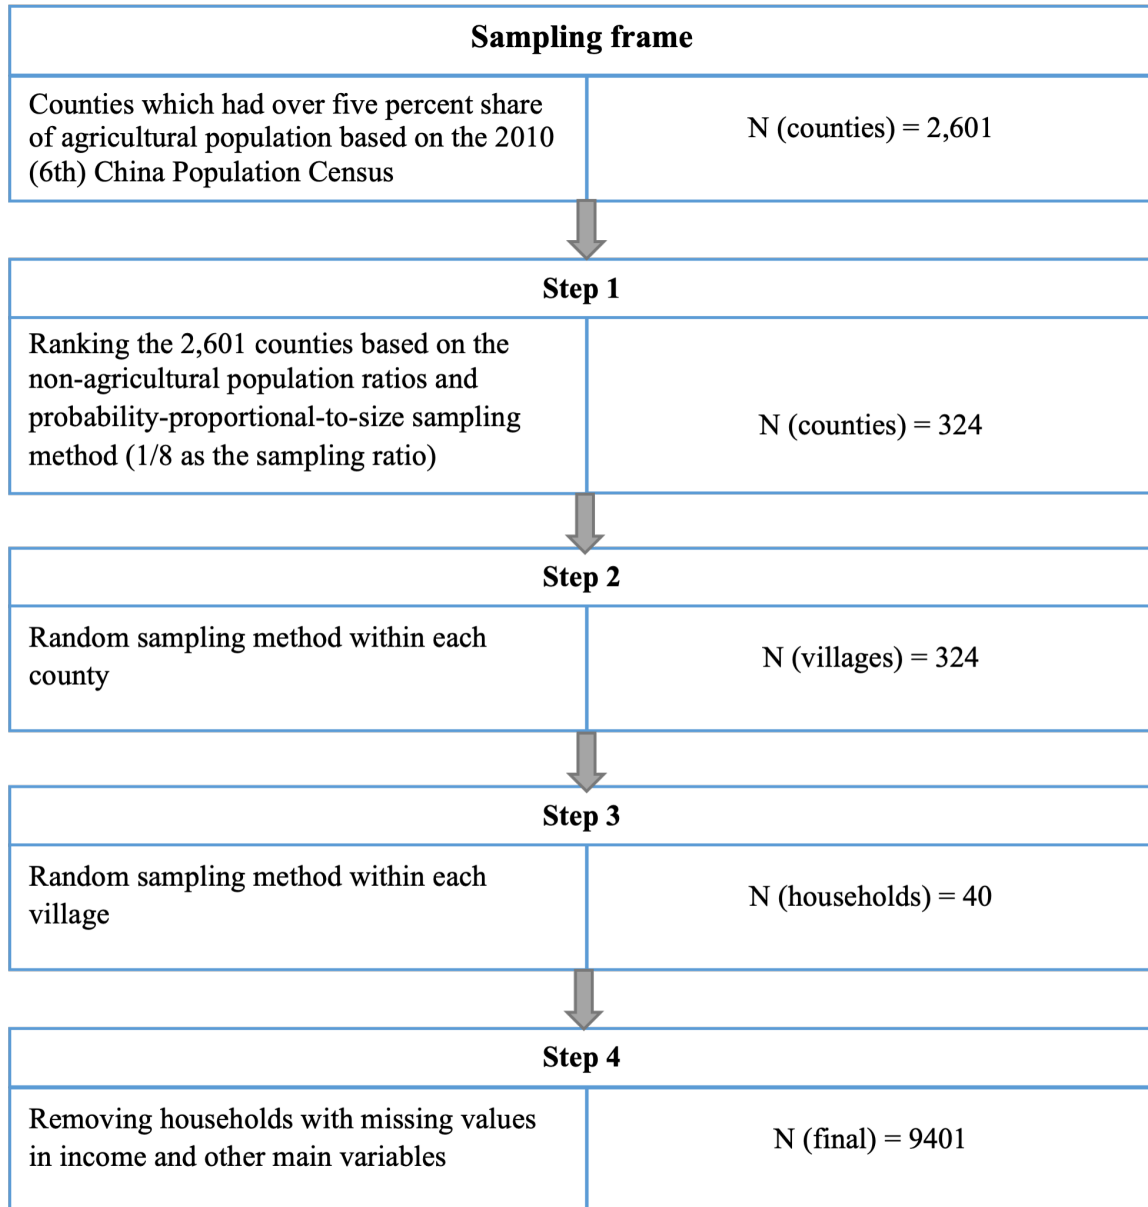 Sampling frame
Counties which had over five percent share
of agricultural population based on the 2010
(6th) China Population Census
N (counties) = 2,601
Step 1
Ranking the 2,601 counties based on the
non-agricultural population ratios and
probability-proportional-to-size sampling
method (1/8 as the sampling ratio)
N (counties) = 324
Step 2
Random sampling method within each
county
N (villages) = 324
Step 3
Random sampling method within each
village
N (households) = 40
Step 4
Removing households with missing values
in income and other main variables
N (final) = 9401